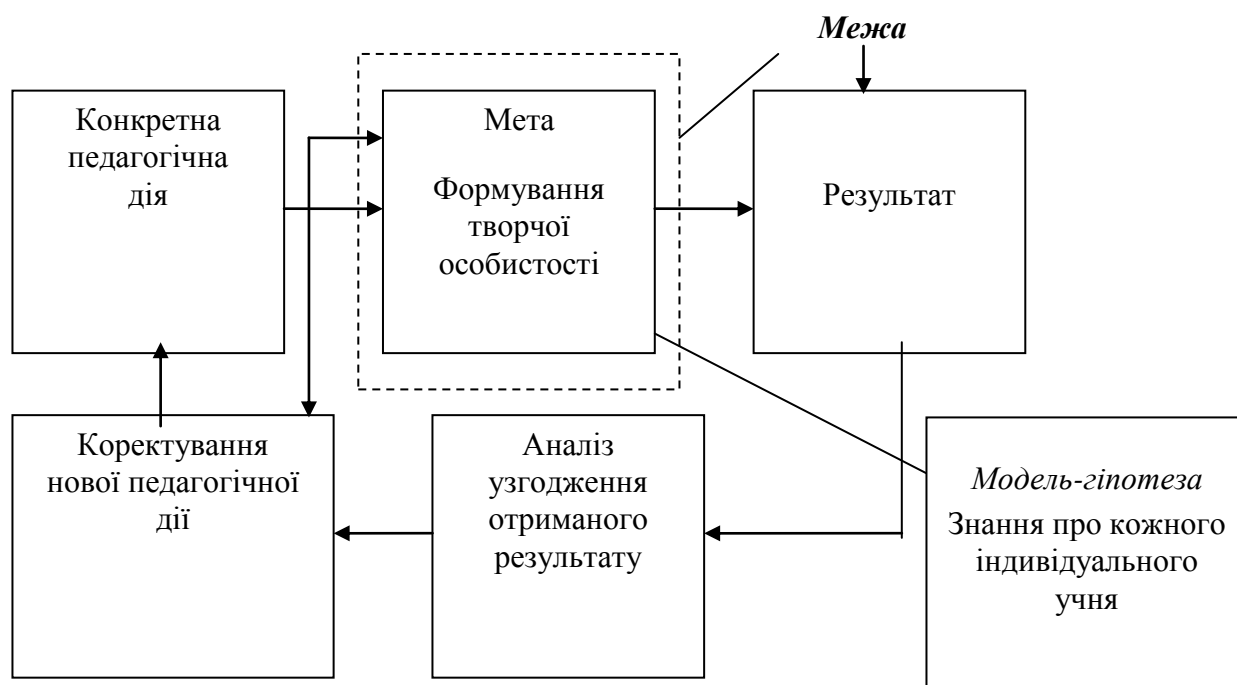 Межа
Конкретна
педагогічна
дія
Мета
Формування
творчої
особистості
Результат
Коректування
нової педагогічної
дії
Аналіз
узгодження
отриманого
результату
Модель-гіпотеза
Знання про кожного
індивідуального
учня